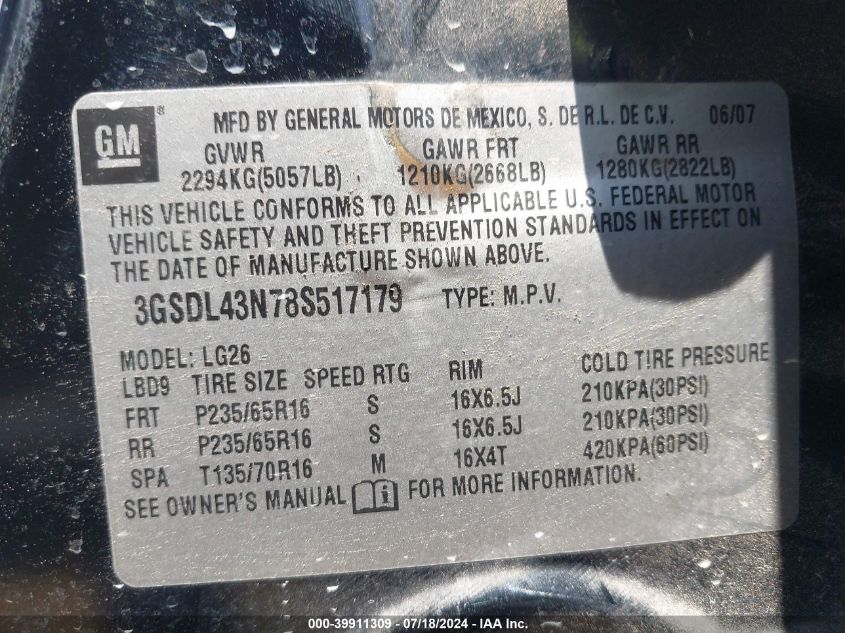 GM ® MFD BY GENERAL MOTORS DE MEXICO, S. DE R.L. DE C.V. 06/07
GVWR GAWR FRT GAWR RR
2294KG(5057LB) 1210KG(2668LB) 1280KG(2822LB)
THIS VEHICLE CONFORMS TO ALL APPLICABLE U.S. FEDERAL MOTOR
VEHICLE SAFETY AND THEFT PREVENTION STANDARDS IN EFFECT ON
THE DATE OF MANUFACTURE SHOWN ABOVE.
3GSDL43N78S517179 TYPE: M.P.V.
MODEL: LG26
LBD9 TIRE SIZE SPEED RTG RIM COLD TIRE PRESSURE
FRT P235/65R16 S 16X6.5J 210KPA(30PSI)
RR P235/65R16 S 16X6.5J 210KPA(30PSI)
SPA T135/70R16 M 16X4T 420KPA(60PSI)
SEE OWNER'S MANUAL i FOR MORE INFORMATION.
000-39911309 - 07/18/2024 - IAA Inc.